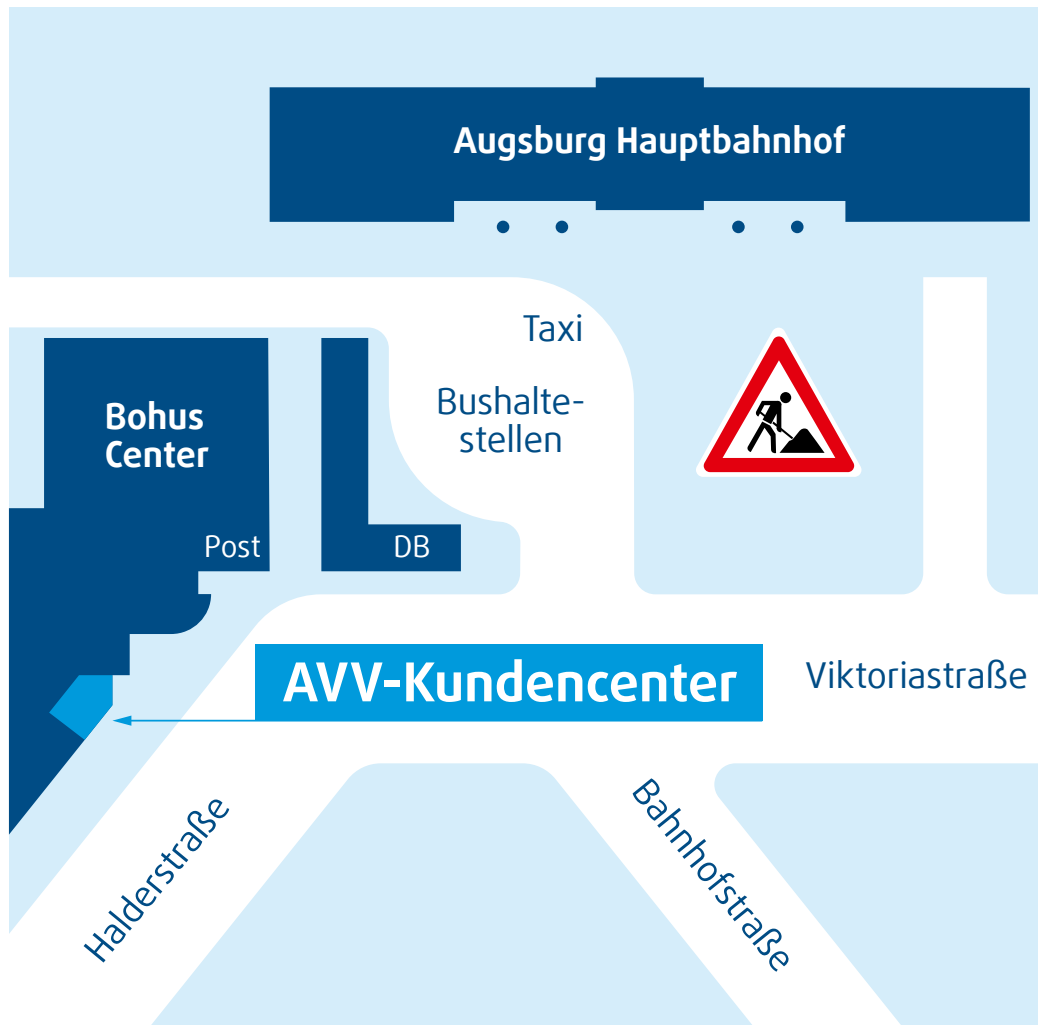 Augsburg Hauptbahnhof
Taxi
Bushalte-
stellen
Bohus
Center
Post
DB
AVV-Kundencenter
Viktoriastraße
Halderstraße
Bahnhofstraße